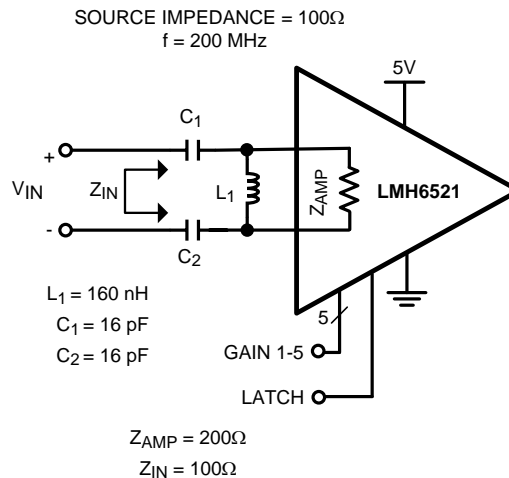 SOURCE IMPEDANCE = 100Ω
f = 200 MHz
5V
C1
+
VIN
ZIN
L1
ZAMP
LMH6521
-
C2
L1 = 160 nH
C1 = 16 pF
C2 = 16 pF
5
GAIN 1-5
LATCH
ZAMP = 200Ω
ZIN = 100Ω